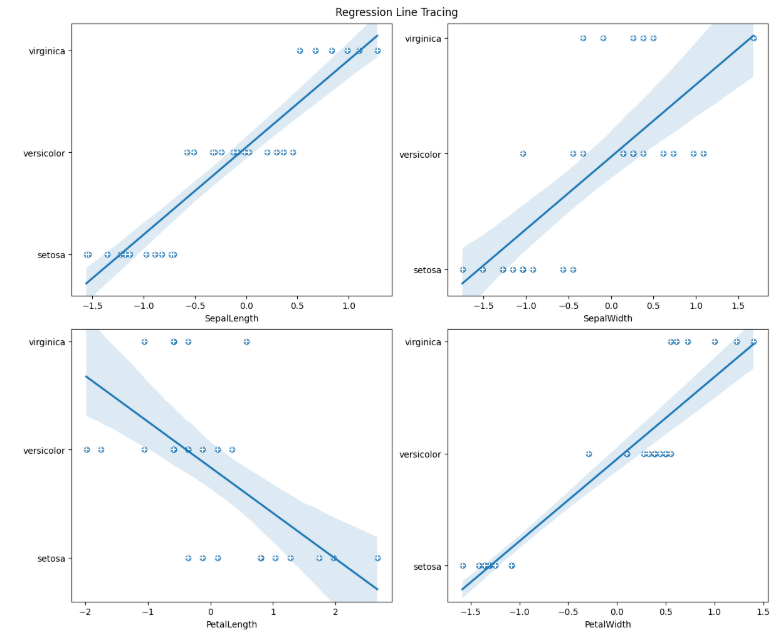 Regression Line Tracing
virginica
versicolor
setosa
−1.5 −1.0 −0.5 0.0 0.5 1.0
SepalLength
virginica
versicolor
setosa
−1.5 −1.0 −0.5 0.0 0.5 1.0 1.5
SepalWidth
virginica
versicolor
setosa
−2 −1 0 1 2
PetalLength
virginica
versicolor
setosa
−1.5 −1.0 −0.5 0.0 0.5 1.0 1.5
PetalWidth